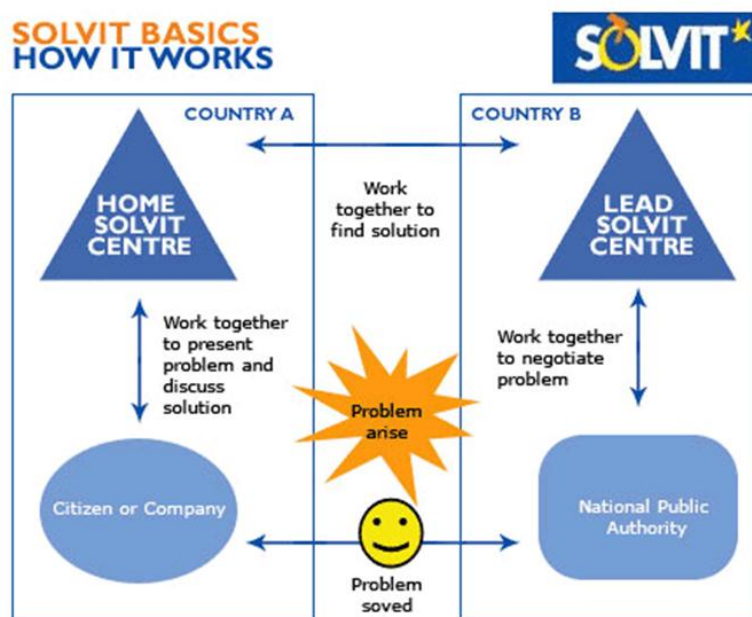 SOLVIT BASICS
HOW IT WORKS
SOLVIT
COUNTRY A
COUNTRY B
HOME
SOLVIT
CENTRE
Work
together to
find solution
LEAD
SOLVIT
CENTRE
Work together
to present
problem and
discuss
solution
Work together
to negotiate
problem
Problem
arise
Citizen or Company
National Public
Authority
Problem
soved